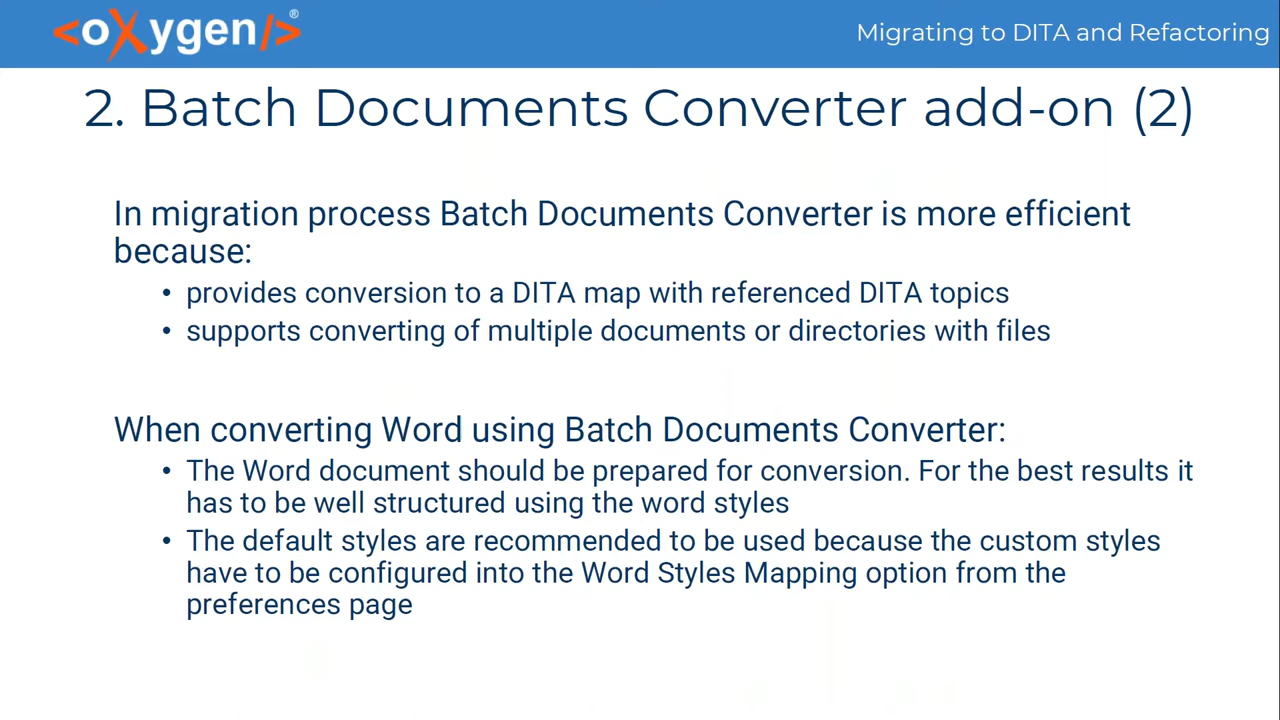 <oXygen/>®
Migrating to DITA and Refactoring
2. Batch Documents Converter add-on (2)
In migration process Batch Documents Converter is more efficient
because:
• provides conversion to a DITA map with referenced DITA topics
• supports converting of multiple documents or directories with files
When converting Word using Batch Documents Converter:
• The Word document should be prepared for conversion. For the best results it
has to be well structured using the word styles
• The default styles are recommended to be used because the custom styles
have to be configured into the Word Styles Mapping option from the
preferences page